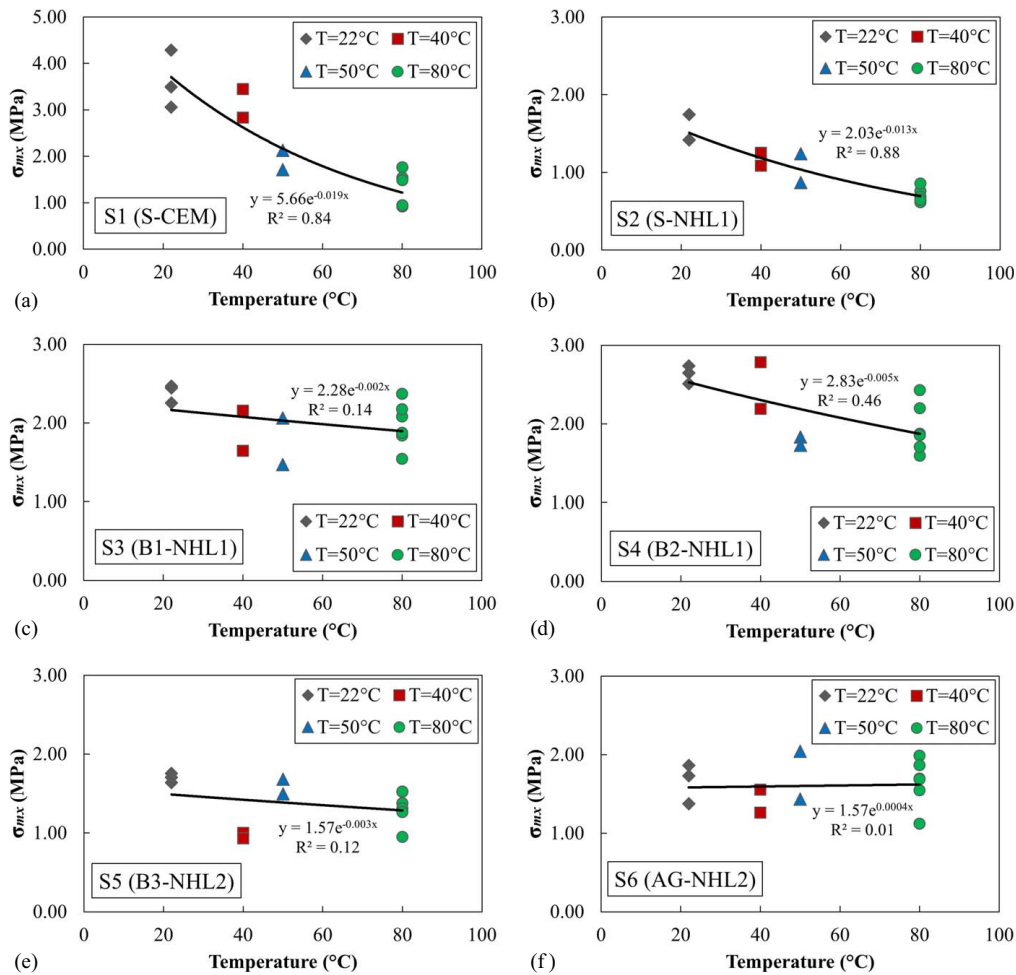 5.00
4.00
3.00
2.00
1.00
0.00
σmx (MPa)
T=22°C T=40°C
T=50°C T=80°C
y = 5.66e^-0.019x
R² = 0.84
S1 (S-CEM)
0 20 40 60 80 100
Temperature (°C)
(a)
3.00
2.00
1.00
0.00
σmx (MPa)
T=22°C T=40°C
T=50°C T=80°C
y = 2.03e^-0.013x
R² = 0.88
S2 (S-NHL1)
0 20 40 60 80 100
Temperature (°C)
(b)
3.00
2.00
1.00
0.00
σmx (MPa)
y = 2.28e^-0.002x
R² = 0.14
T=22°C T=40°C
T=50°C T=80°C
S3 (B1-NHL1)
0 20 40 60 80 100
Temperature (°C)
(c)
3.00
2.00
1.00
0.00
σmx (MPa)
y = 2.83e^-0.005x
R² = 0.46
T=22°C T=40°C
T=50°C T=80°C
S4 (B2-NHL1)
0 20 40 60 80 100
Temperature (°C)
(d)
3.00
2.00
1.00
0.00
σmx (MPa)
T=22°C T=40°C
T=50°C T=80°C
y = 1.57e^-0.003x
R² = 0.12
S5 (B3-NHL2)
0 20 40 60 80 100
Temperature (°C)
(e)
3.00
2.00
1.00
0.00
σmx (MPa)
T=22°C T=40°C
T=50°C T=80°C
y = 1.57e^0.0004x
R² = 0.01
S6 (AG-NHL2)
0 20 40 60 80 100
Temperature (°C)
(f)